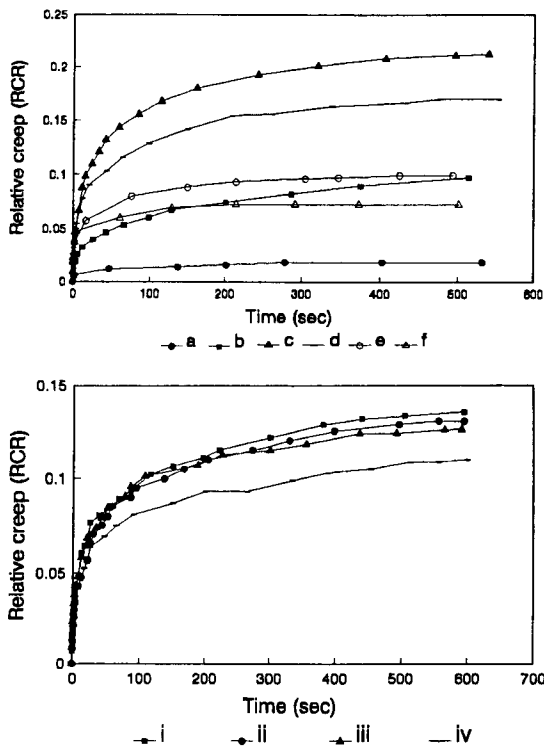 0.25
0.2
0.15
0.1
0.05
0
Relative creep (RCR)
0 100 200 300 400 500 600
Time (sec)
a b c d e f
0.15
0.1
0.05
0
Relative creep (RCR)
0 100 200 300 400 500 600 700
Time (sec)
i ii iii iv